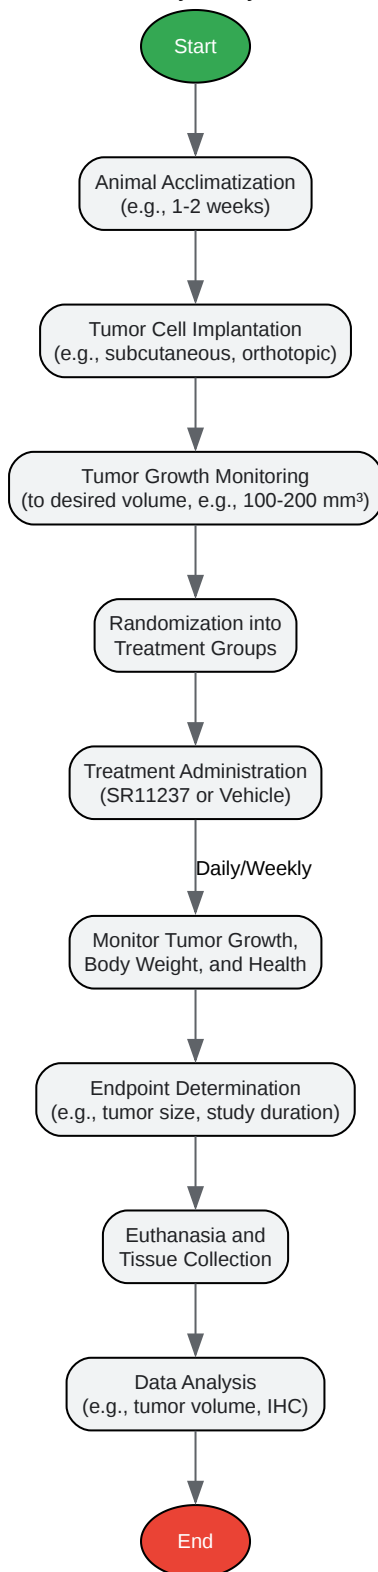 Start
Animal Acclimatization
(e.g., 1-2 weeks)
Tumor Cell Implantation
(e.g., subcutaneous, orthotopic)
Tumor Growth Monitoring
(to desired volume, e.g., 100-200 mm³)
Randomization into
Treatment Groups
Treatment Administration
(SR11237 or Vehicle)
Daily/Weekly
Monitor Tumor Growth,
Body Weight, and Health
Endpoint Determination
(e.g., tumor size, study duration)
Euthanasia and
Tissue Collection
Data Analysis
(e.g., tumor volume, IHC)
End